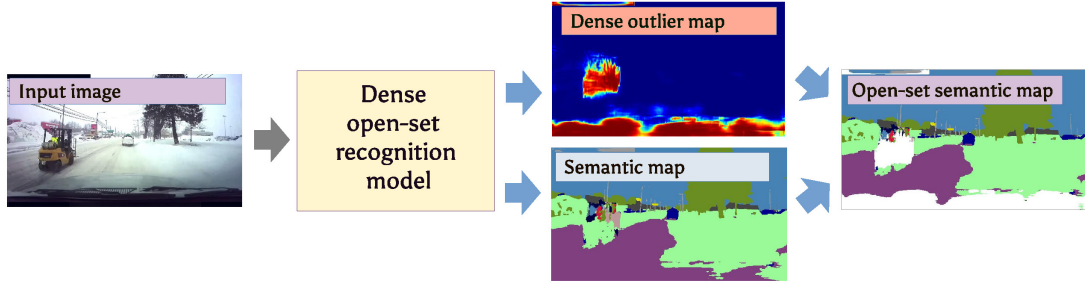 Input image
Dense
open-set
recognition
model
Dense outlier map
Semantic map
Open-set semantic map